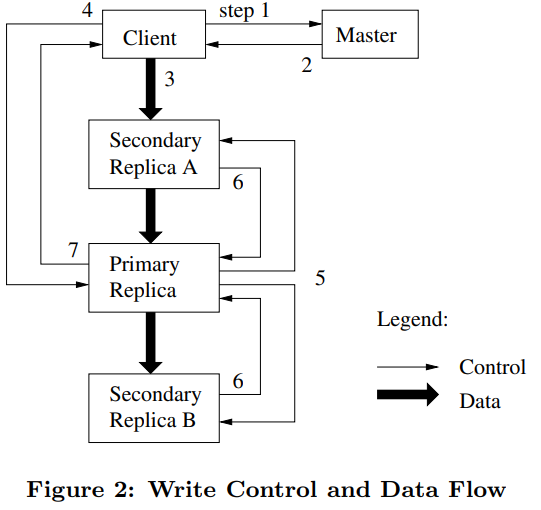 4
step 1
Client
Master
2
3
Secondary
Replica A
6
7
Primary
Replica
5
Legend:
Control
Data
6
Secondary
Replica B
Figure 2: Write Control and Data Flow